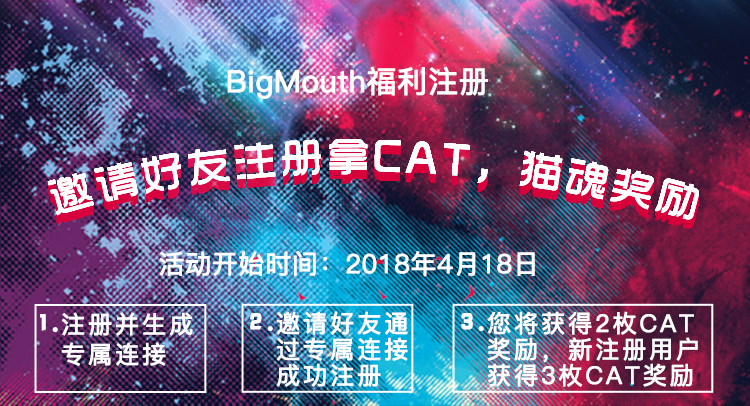 BigMouth福利注册
邀请好友注册拿CAT，猫魂奖励
活动开始时间：2018年4月18日
1.注册并生成
专属连接
2.邀请好友通
过专属连接
成功注册
3.您将获得2枚CAT
奖励，新注册用户
获得3枚CAT奖励